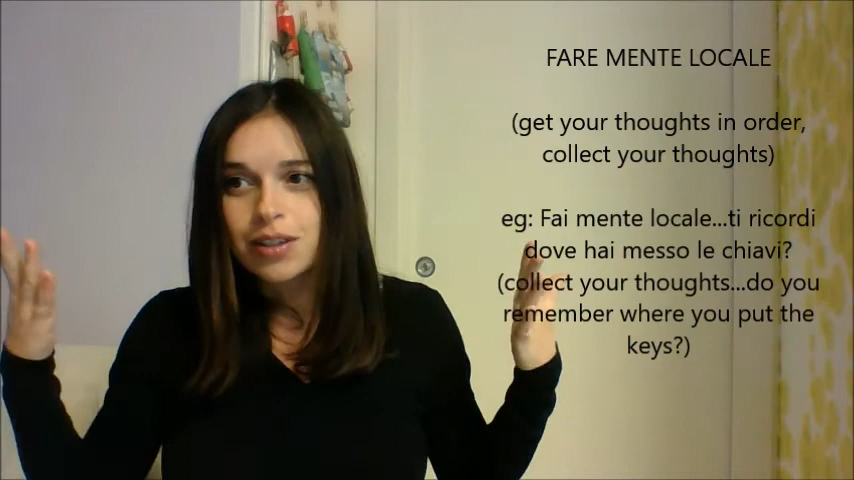 FARE MENTE LOCALE
(get your thoughts in order,
collect your thoughts)
eg: Fai mente locale...ti ricordi
dove hai messo le chiavi?
(collect your thoughts...do you
remember where you put the
keys?)